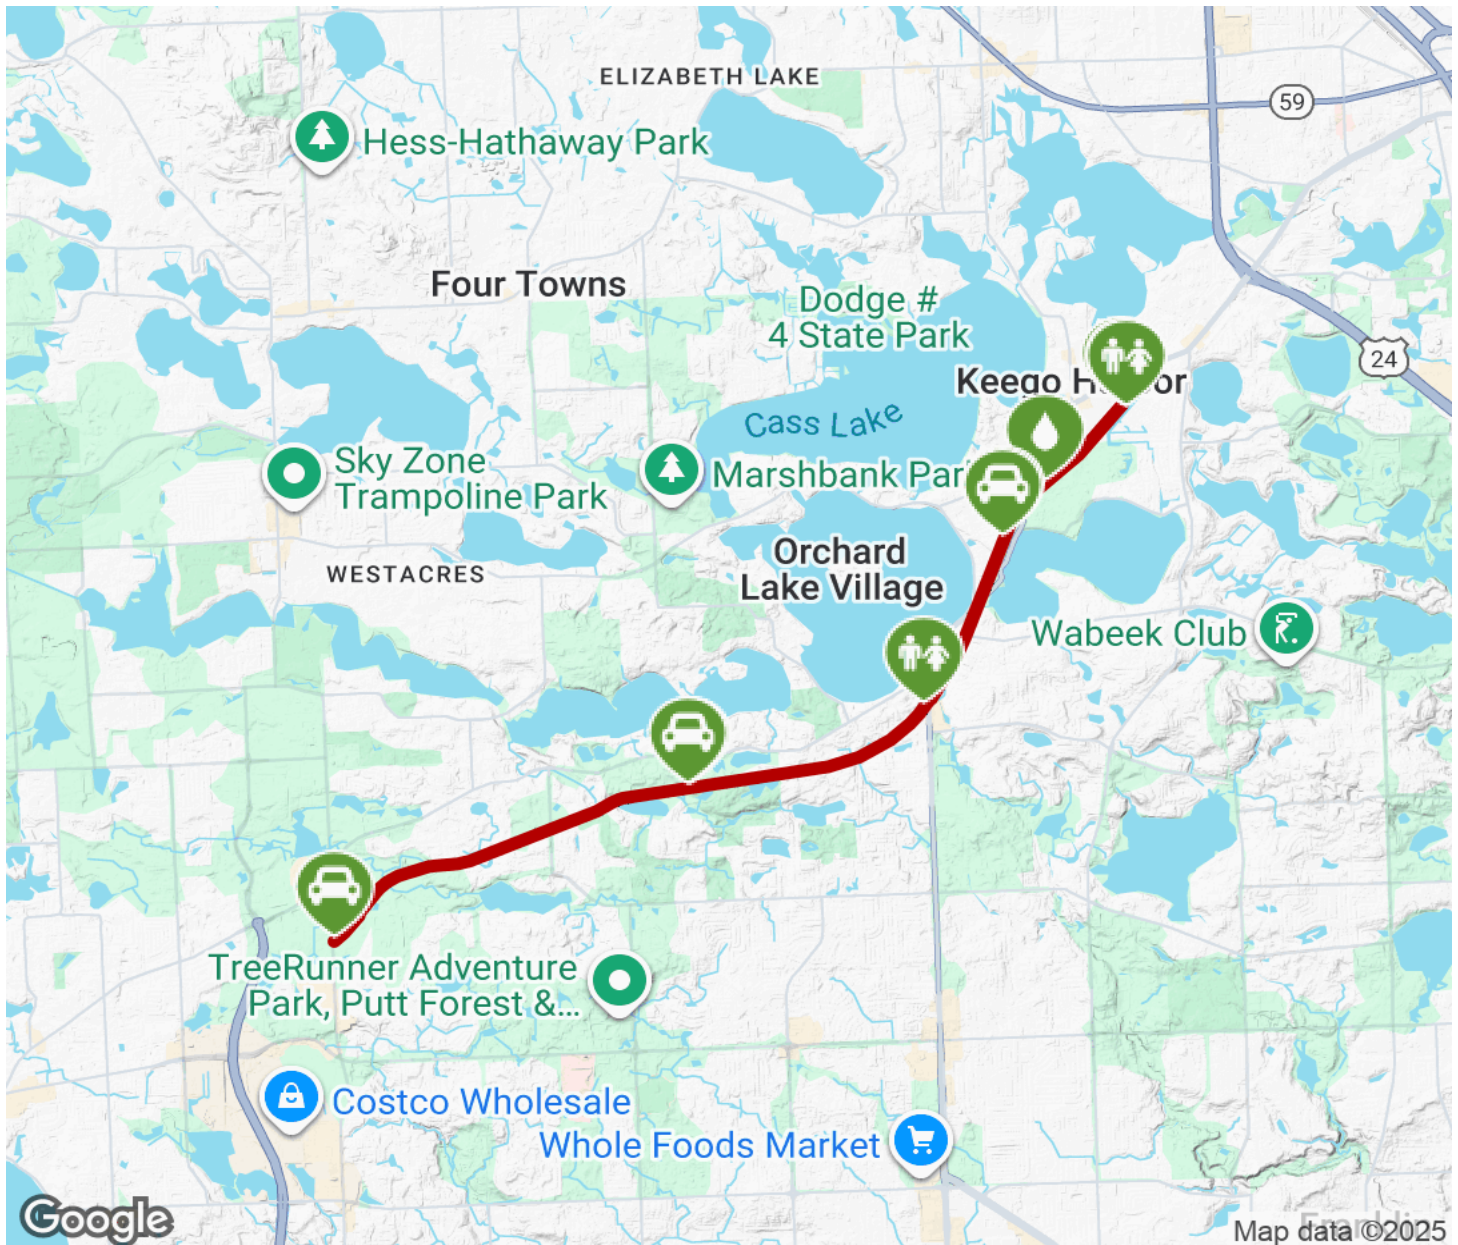 ELIZABETH LAKE
59
Hess-Hathaway Park
Four Towns
Dodge #
4 State Park
24
Keego H
or
Cass Lake
Sky Zone
Trampoline Park
Marshbank Par
Orchard
Lake Village
WESTACRES
Wabeek Club
TreeRunner Adventure
Park, Putt Forest &...
Costco Wholesale
Whole Foods Market
Google
Map data ©2025